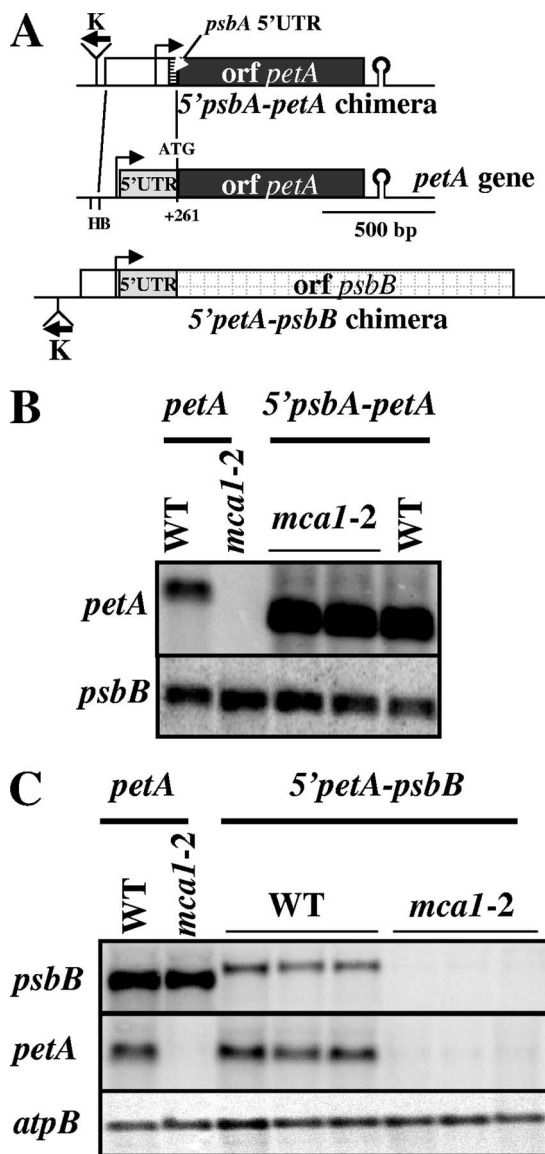 A
K
psbA 5'UTR
orf petA
5'psbA-petA chimera
ATG
5'UTR
orf petA
petA gene
HB
+261
500 bp
5'UTR
orf psbB
5'petA-psbB chimera
K
B
petA
5'psbA-petA
WT
mca1-2
mca1-2
WT
petA
psbB
C
petA
5'petA-psbB
WT
mca1-2
WT
mca1-2
psbB
petA
atpB